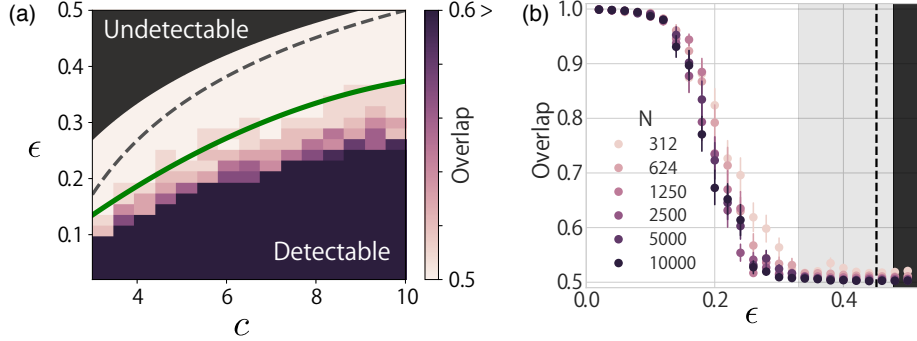 (a)
0.5
0.4
0.3
0.2
0.1
ϵ
Undetectable
Detectable
4
6
8
10
c
0.6 >
Overlap
0.5
(b)
1.0
0.9
0.8
0.7
0.6
0.5
Overlap
N
312
624
1250
2500
5000
10000
0.0
0.2
0.4
ϵ